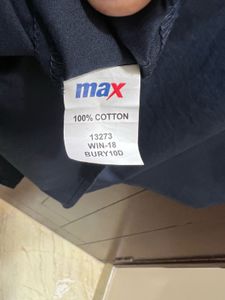 max
100% COTTON
13273
WIN-18
BURY10D